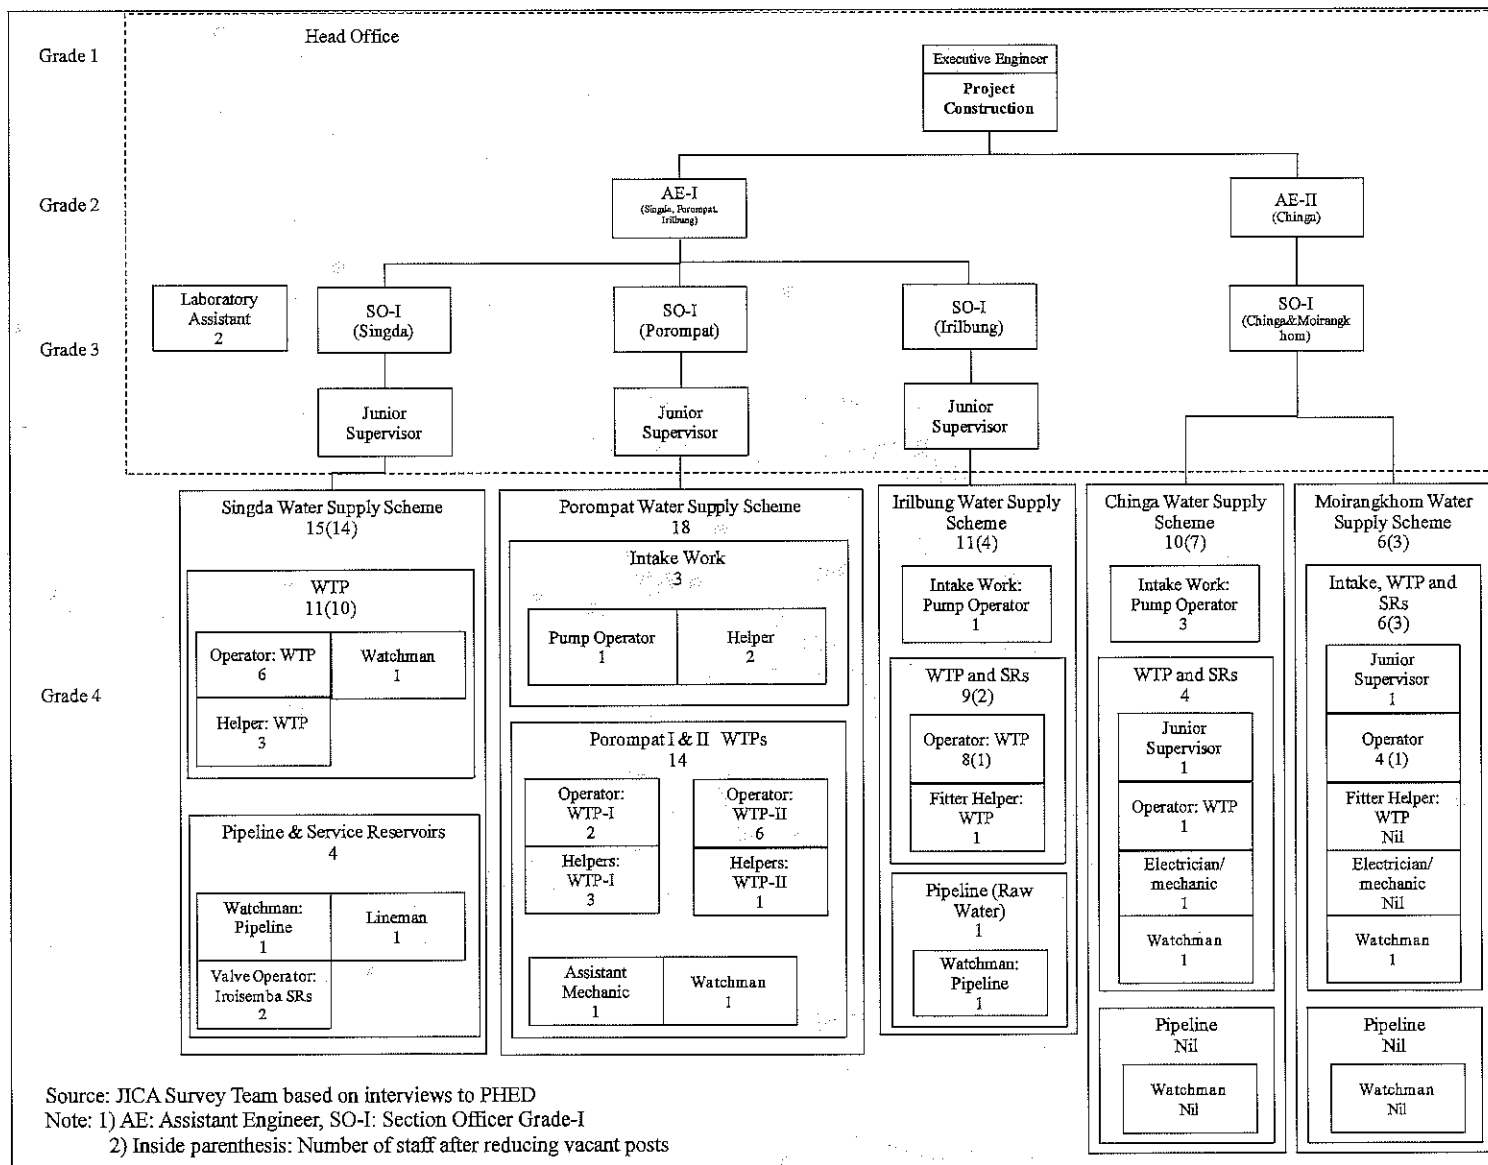 Head Office
Grade 1
Executive Engineer
Project
Construction
Grade 2
AE-I
(Singda, Porompat,
Irilbung)
AE-II
(Chinga)
Grade 3
Laboratory
Assistant
2
SO-I
(Singda)
SO-I
(Porompat)
SO-I
(Irilbung)
SO-I
(Chinga&Moirangk
hom)
Junior
Supervisor
Junior
Supervisor
Junior
Supervisor
Grade 4
Singda Water Supply Scheme
15(14)
WTP
11(10)
Operator: WTP
6
Watchman
1
Helper: WTP
3
Pipeline & Service Reservoirs
4
Watchman:
Pipeline
1
Lineman
1
Valve Operator:
Iroisemba SRs
2
Porompat Water Supply Scheme
18
Intake Work
3
Pump Operator
1
Helper
2
Porompat I & II WTPs
14
Operator:
WTP-I
2
Operator:
WTP-II
6
Helpers:
WTP-I
3
Helpers:
WTP-II
1
Assistant
Mechanic
1
Watchman
1
Irilbung Water Supply
Scheme
11(4)
Intake Work:
Pump Operator
1
WTP and SRs
9(2)
Operator: WTP
8(1)
Fitter Helper:
WTP
1
Pipeline (Raw
Water)
1
Watchman:
Pipeline
1
Chinga Water Supply
Scheme
10(7)
Intake Work:
Pump Operator
3
WTP and SRs
4
Junior
Supervisor
1
Operator: WTP
1
Electrician/
mechanic
1
Watchman
1
Pipeline
Nil
Watchman
Nil
Moirangkhom Water
Supply Scheme
6(3)
Intake, WTP and
SRs
6(3)
Junior
Supervisor
1
Operator
4 (1)
Fitter Helper:
WTP
Nil
Electrician/
mechanic
Nil
Watchman
1
Pipeline
Nil
Watchman
Nil
Source: JICA Survey Team based on interviews to PHED
Note: 1) AE: Assistant Engineer, SO-I: Section Officer Grade-I
2) Inside parenthesis: Number of staff after reducing vacant posts